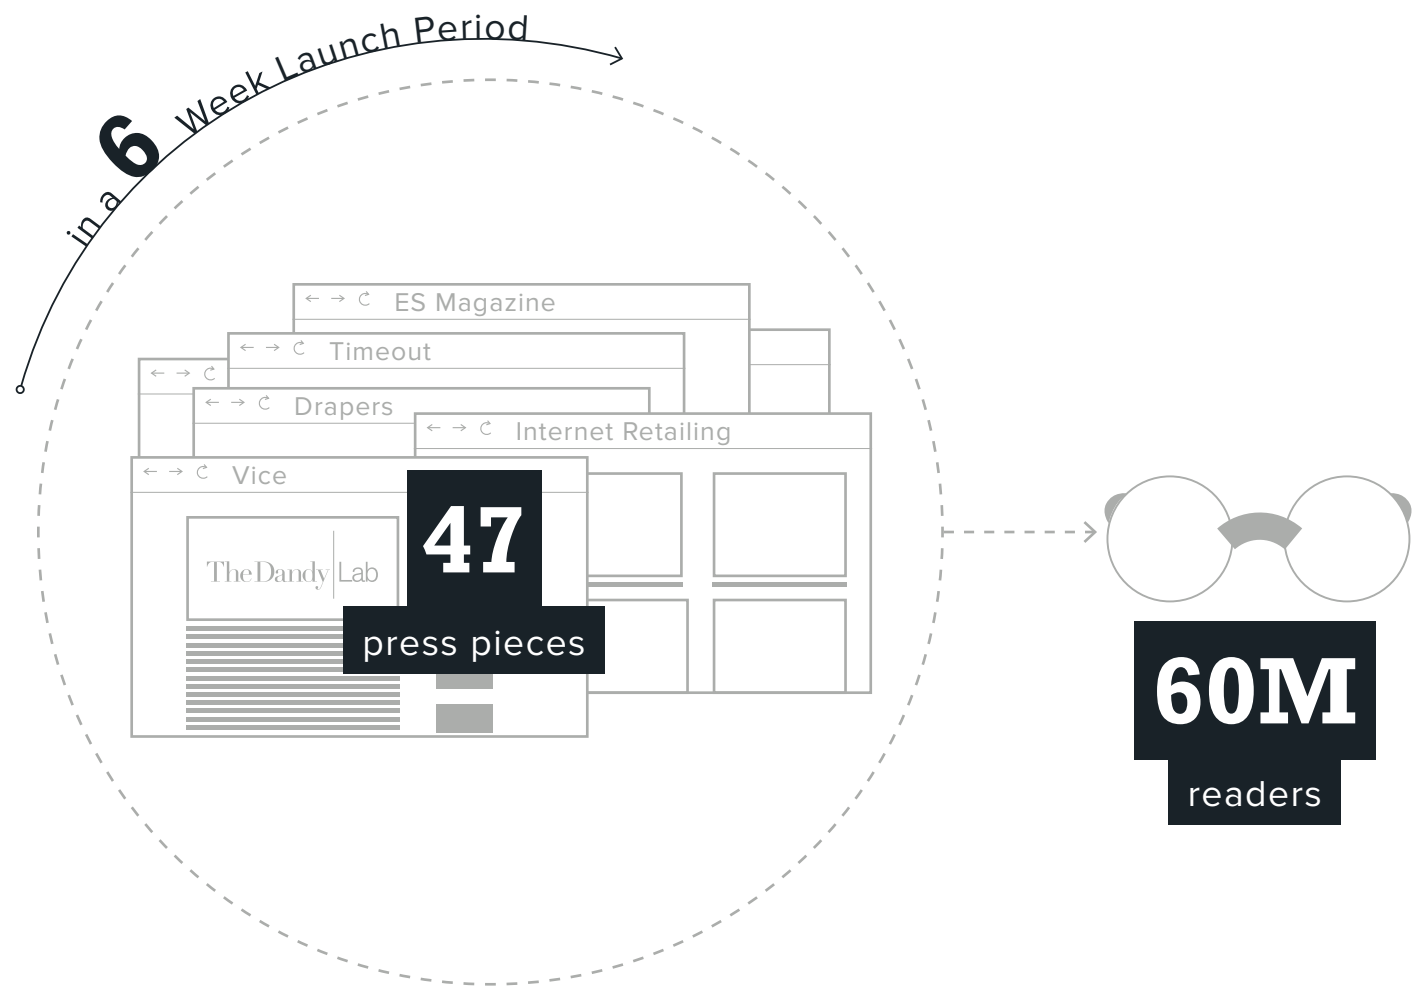 in a 6 Week Launch Period
ES Magazine
Timeout
Drapers
Internet Retailing
Vice
TheDandy Lab
47
press pieces
60M
readers